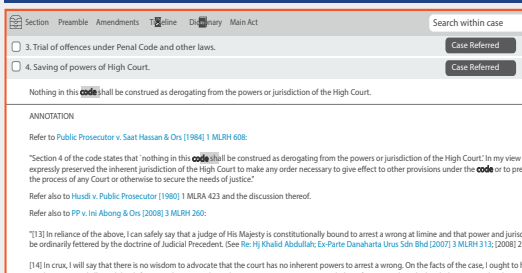 Section Preamble Amendments Timeline Dictionary Main Act Search within case
3. Trial of offences under Penal Code and other laws. Case Referred
4. Saving of powers of High Court. Case Referred
Nothing in this code shall be construed as derogating from the powers or jurisdiction of the High Court.
ANNOTATION
Refer to Public Prosecutor v. Saat Hassan & Ors [1984] 1 MLRH 608:
"Section 4 of the code states that `nothing in this code shall be construed as derogating from the powers or jurisdiction of the High Court.' In my view
expressly preserved the inherent jurisdiction of the High Court to make any order necessary to give effect to other provisions under the code or to pre
the process of any Court or otherwise to secure the needs of justice."
Refer also to Husdi v. Public Prosecutor [1980] 1 MLRA 423 and the discussion thereof.
Refer also to PP v. Ini Abong & Ors [2008] 3 MLRH 260:
"[13] In reliance of the above, I can safely say that a judge of His Majesty is constitutionally bound to arrest a wrong at limine and that power and jurisd
be ordinarily fettered by the doctrine of Judicial Precedent. (See Re: Hj Khalid Abdullah; Ex-Parte Danaharta Urus Sdn Bhd [2007] 3 MLRH 313; [2008] 2
[14] In crux, I will say that there is no wisdom to advocate that the court has no inherent powers to arrest a wrong. On the facts of the case, I ought to h